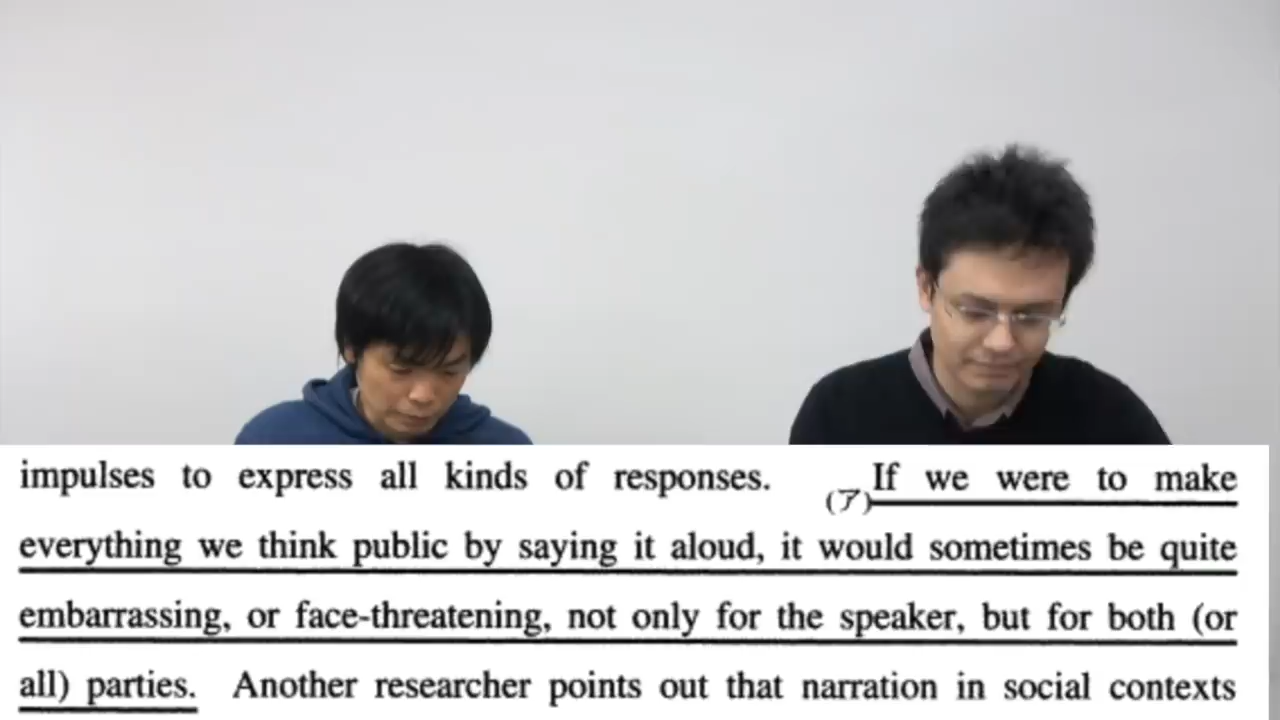 impulses to express all kinds of responses. (ア)If we were to make
everything we think public by saying it aloud, it would sometimes be quite
embarrassing, or face-threatening, not only for the speaker, but for both (or
all) parties. Another researcher points out that narration in social contexts